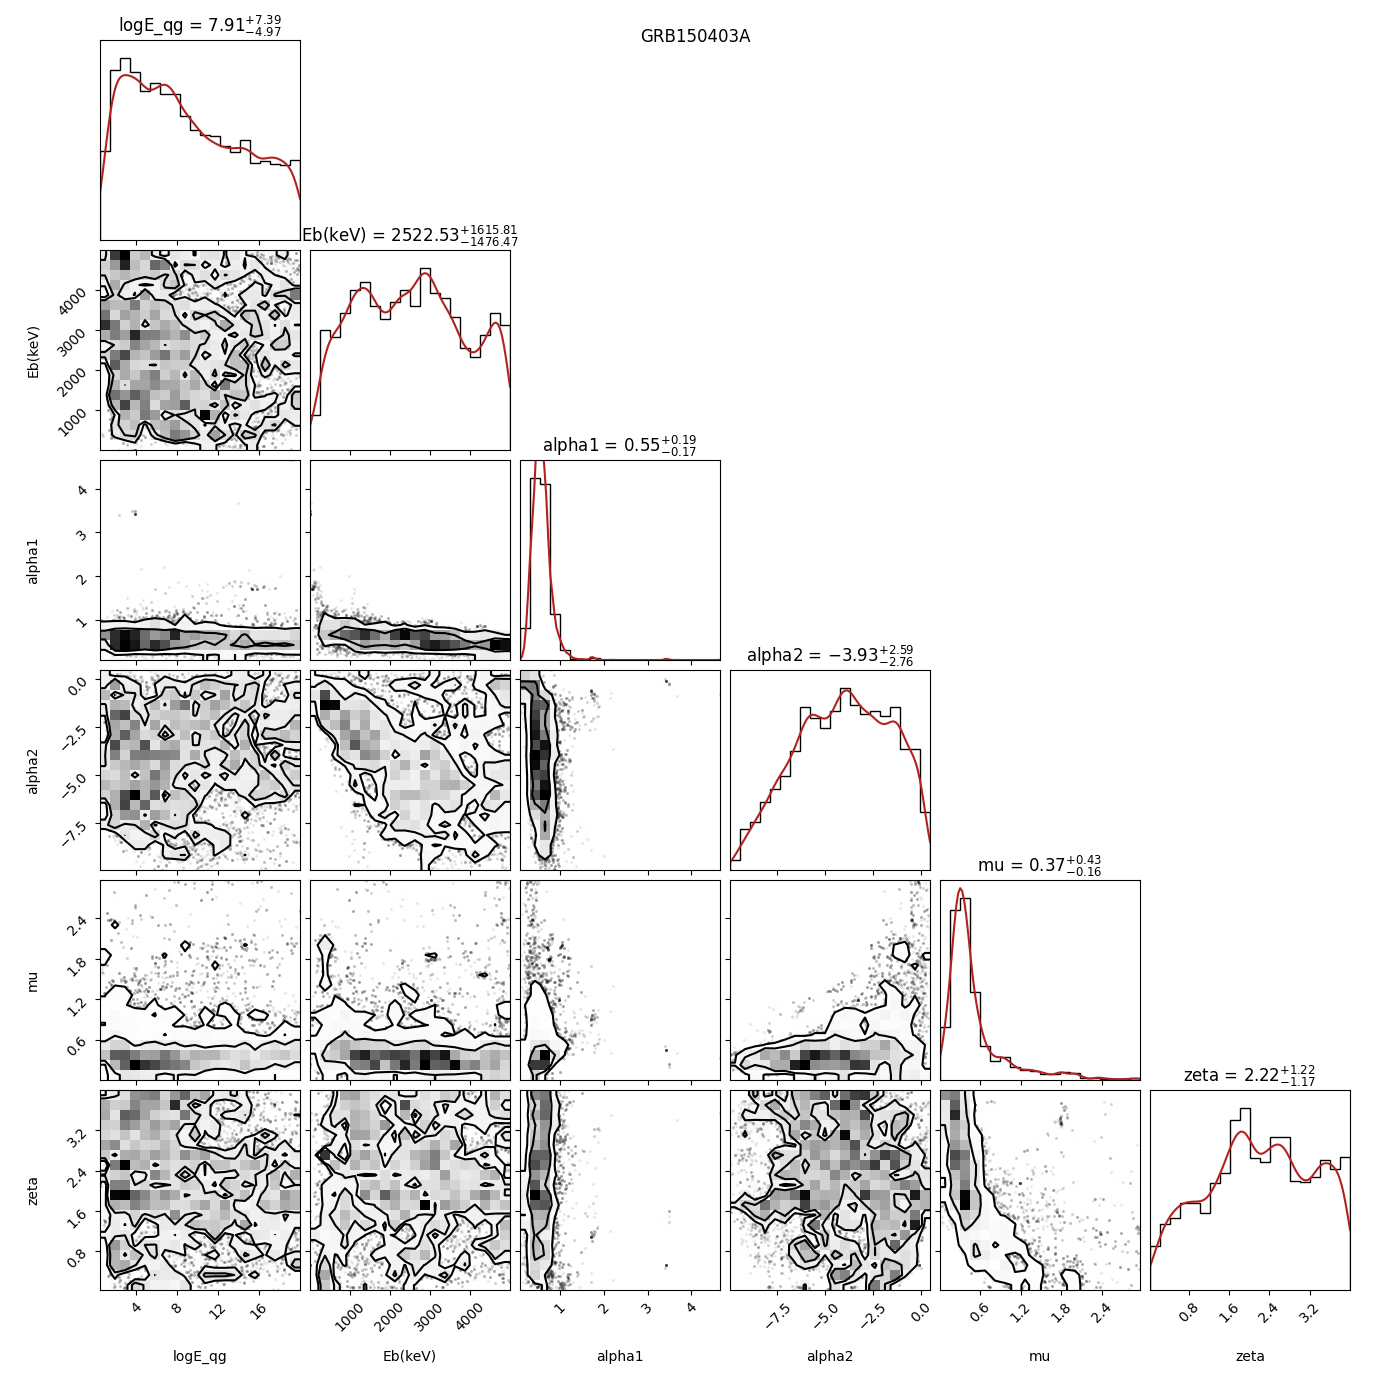 GRB150403A
logE_qg = 7.91+7.39−4.97
Eb(keV) = 2522.53+1615.81−1476.47
4000
3000
2000
1000
Eb(keV)
alpha1 = 0.55+0.19−0.17
4
3
2
1
alpha1
alpha2 = −3.93+2.59−2.76
0.0
−2.5
−5.0
−7.5
alpha2
mu = 0.37+0.43−0.16
2.4
1.8
1.2
0.6
mu
zeta = 2.22+1.22−1.17
3.2
2.4
1.6
0.8
zeta
4 8 12 16
1000 2000 3000 4000
1 2 3 4
−7.5 −5.0 −2.5 0.0
0.6 1.2 1.8 2.4
0.8 1.6 2.4 3.2
logE_qg
Eb(keV)
alpha1
alpha2
mu
zeta